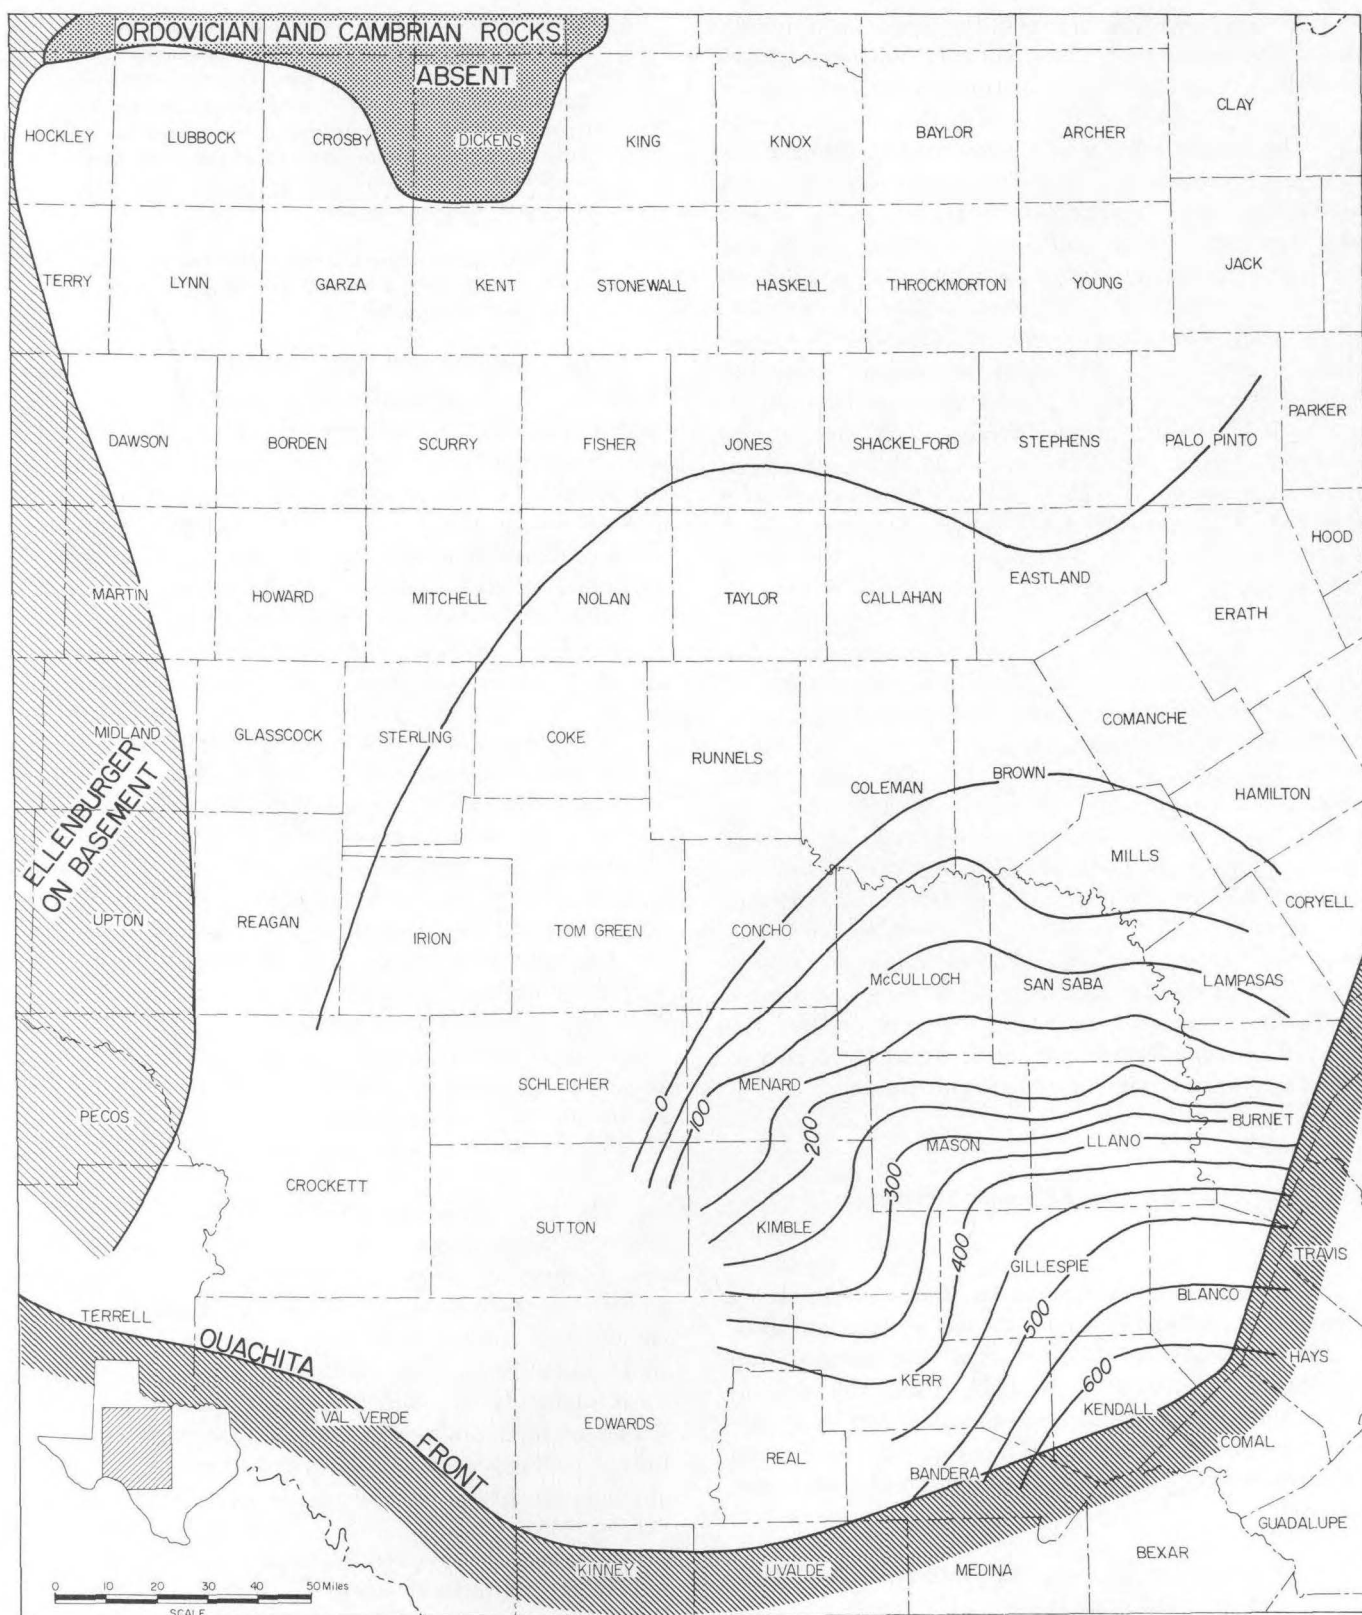 ORDOVICIAN AND CAMBRIAN ROCKS
ABSENT
CLAY
HOCKLEY
LUBBOCK
CROSBY
DICKENS
KING
KNOX
BAYLOR
ARCHER
JACK
TERRY
LYNN
GARZA
KENT
STONEWALL
HASKELL
THROCKMORTON
YOUNG
PARKER
DAWSON
BORDEN
SCURRY
FISHER
JONES
SHACKELFORD
STEPHENS
PALO PINTO
HOOD
MARTIN
HOWARD
MITCHELL
NOLAN
TAYLOR
CALLAHAN
EASTLAND
ERATH
MIDLAND
GLASSCOCK
STERLING
COKE
RUNNELS
COLEMAN
BROWN
COMANCHE
HAMILTON
MILLS
ELLENBURGER
ON BASEMENT
UPTON
REAGAN
IRION
TOM GREEN
CONCHO
McCULLOCH
SAN SABA
LAMPASAS
CORYELL
PECOS
SCHLEICHER
MENARD
0
100
200
300
MASON
LLANO
BURNET
CROCKETT
SUTTON
KIMBLE
400
GILLESPIE
TRAVIS
BLANCO
500
TERRELL
OUACHITA
FRONT
VAL VERDE
EDWARDS
KERR
600
KENDALL
HAYS
COMAL
REAL
BANDERA
GUADALUPE
KINNEY
UVALDE
MEDINA
BEXAR
0 10 20 30 40 50 Miles
SCALE